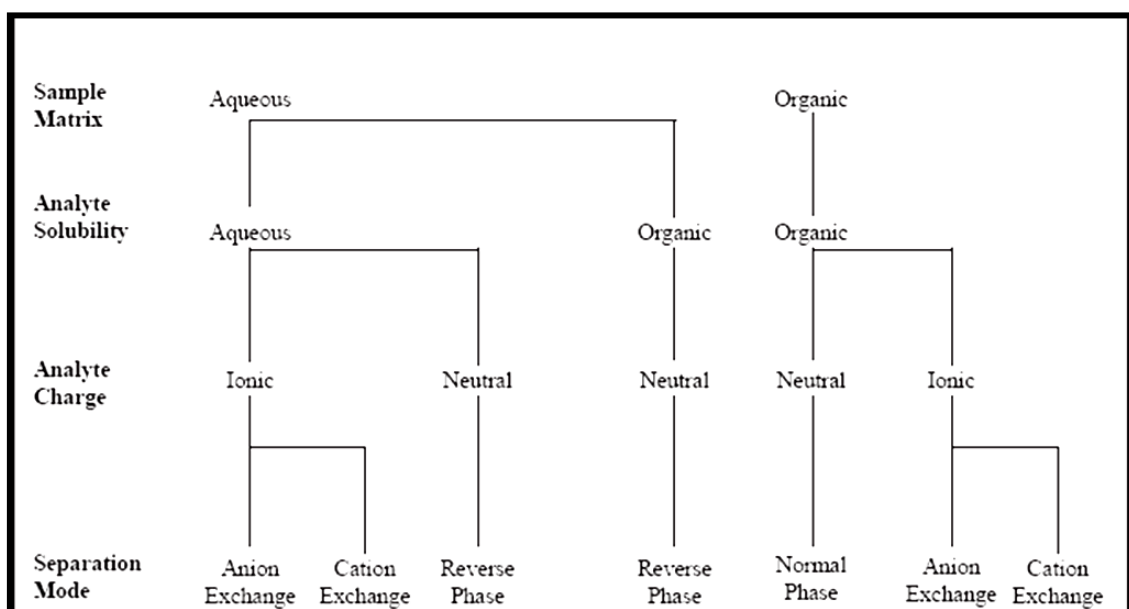 Sample
Matrix
Aqueous
Organic
Analyte
Solubility
Aqueous
Organic
Organic
Analyte
Charge
Ionic
Neutral
Neutral
Neutral
Ionic
Separation
Mode
Anion
Exchange
Cation
Exchange
Reverse
Phase
Reverse
Phase
Normal
Phase
Anion
Exchange
Cation
Exchange